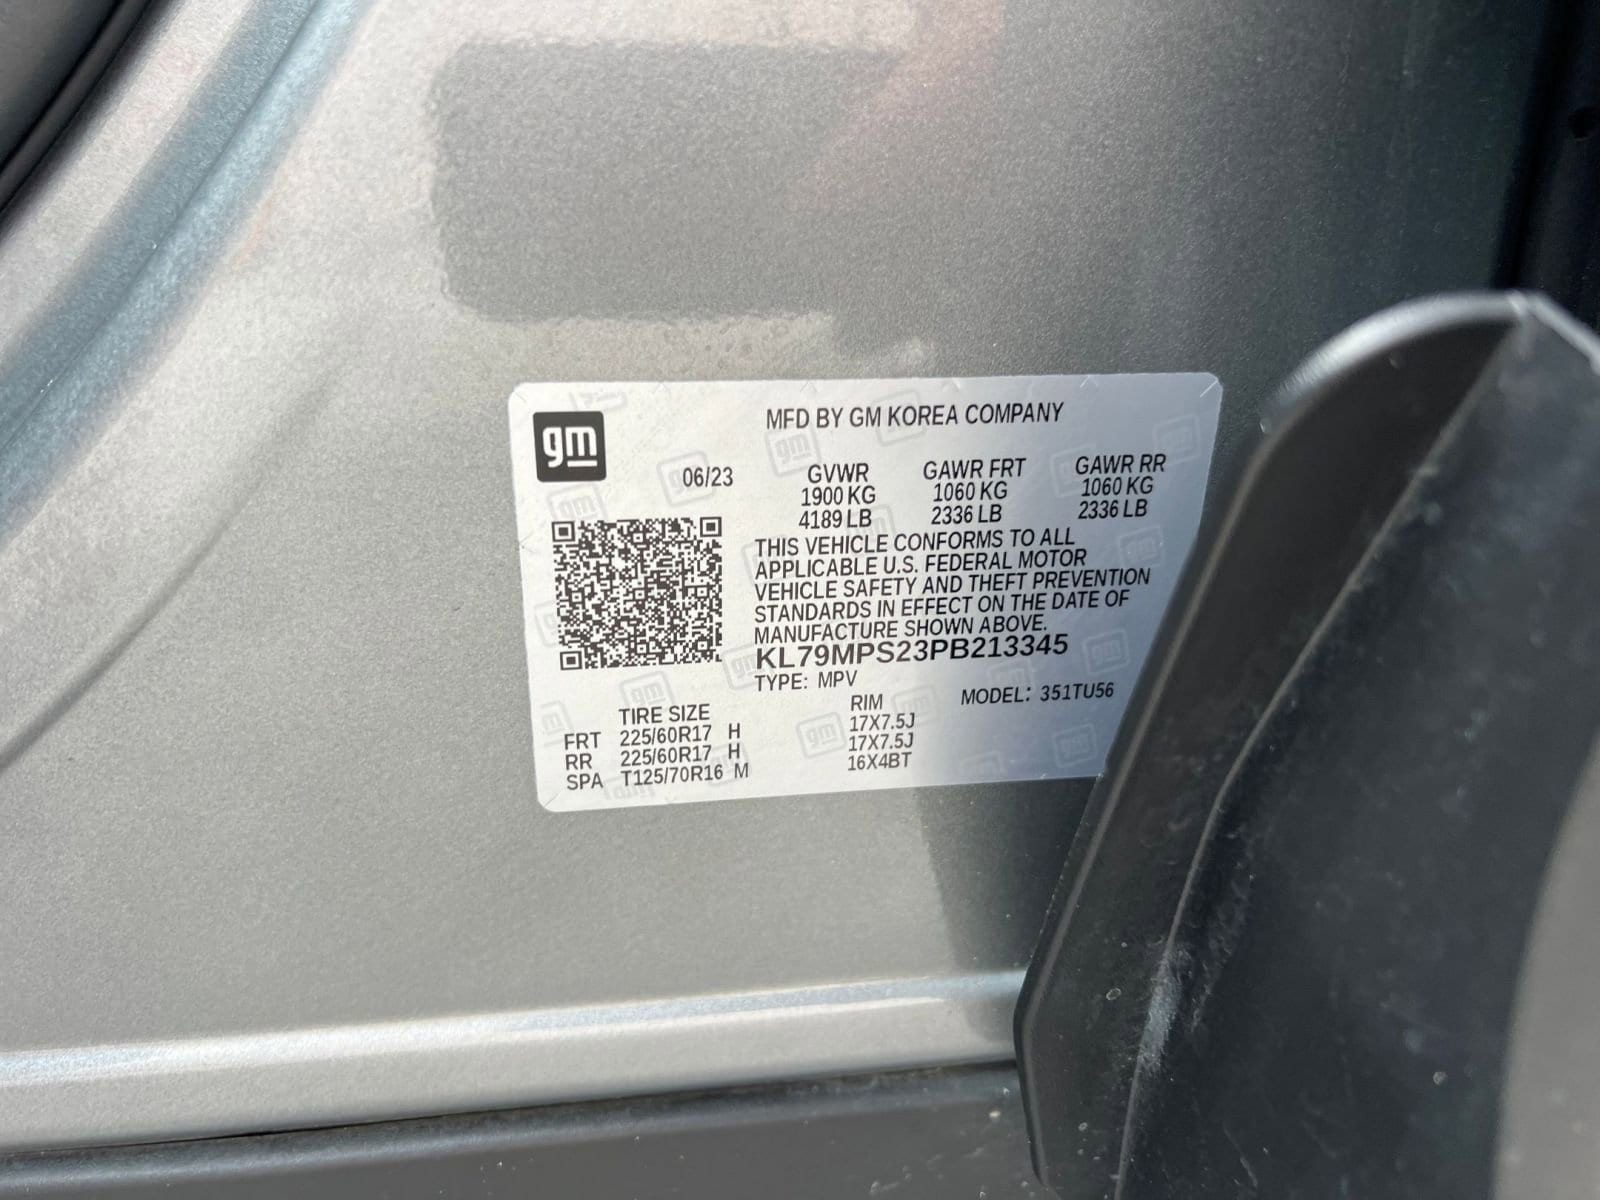 gm
MFD BY GM KOREA COMPANY
06/23
GVWR GAWR FRT GAWR RR
1900 KG 1060 KG 1060 KG
4189 LB 2336 LB 2336 LB
THIS VEHICLE CONFORMS TO ALL
APPLICABLE U.S. FEDERAL MOTOR
VEHICLE SAFETY AND THEFT PREVENTION
STANDARDS IN EFFECT ON THE DATE OF
MANUFACTURE SHOWN ABOVE.
KL79MPS23PB213345
TYPE: MPV
MODEL: 351TU56
TIRE SIZE RIM
FRT 225/60R17 H 17X7.5J
RR 225/60R17 H 17X7.5J
SPA T125/70R16 M 16X4BT